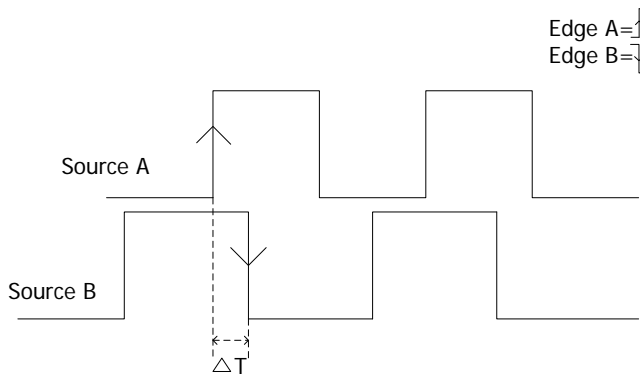 Edge A=
Edge B=
Source A
Source B
△T